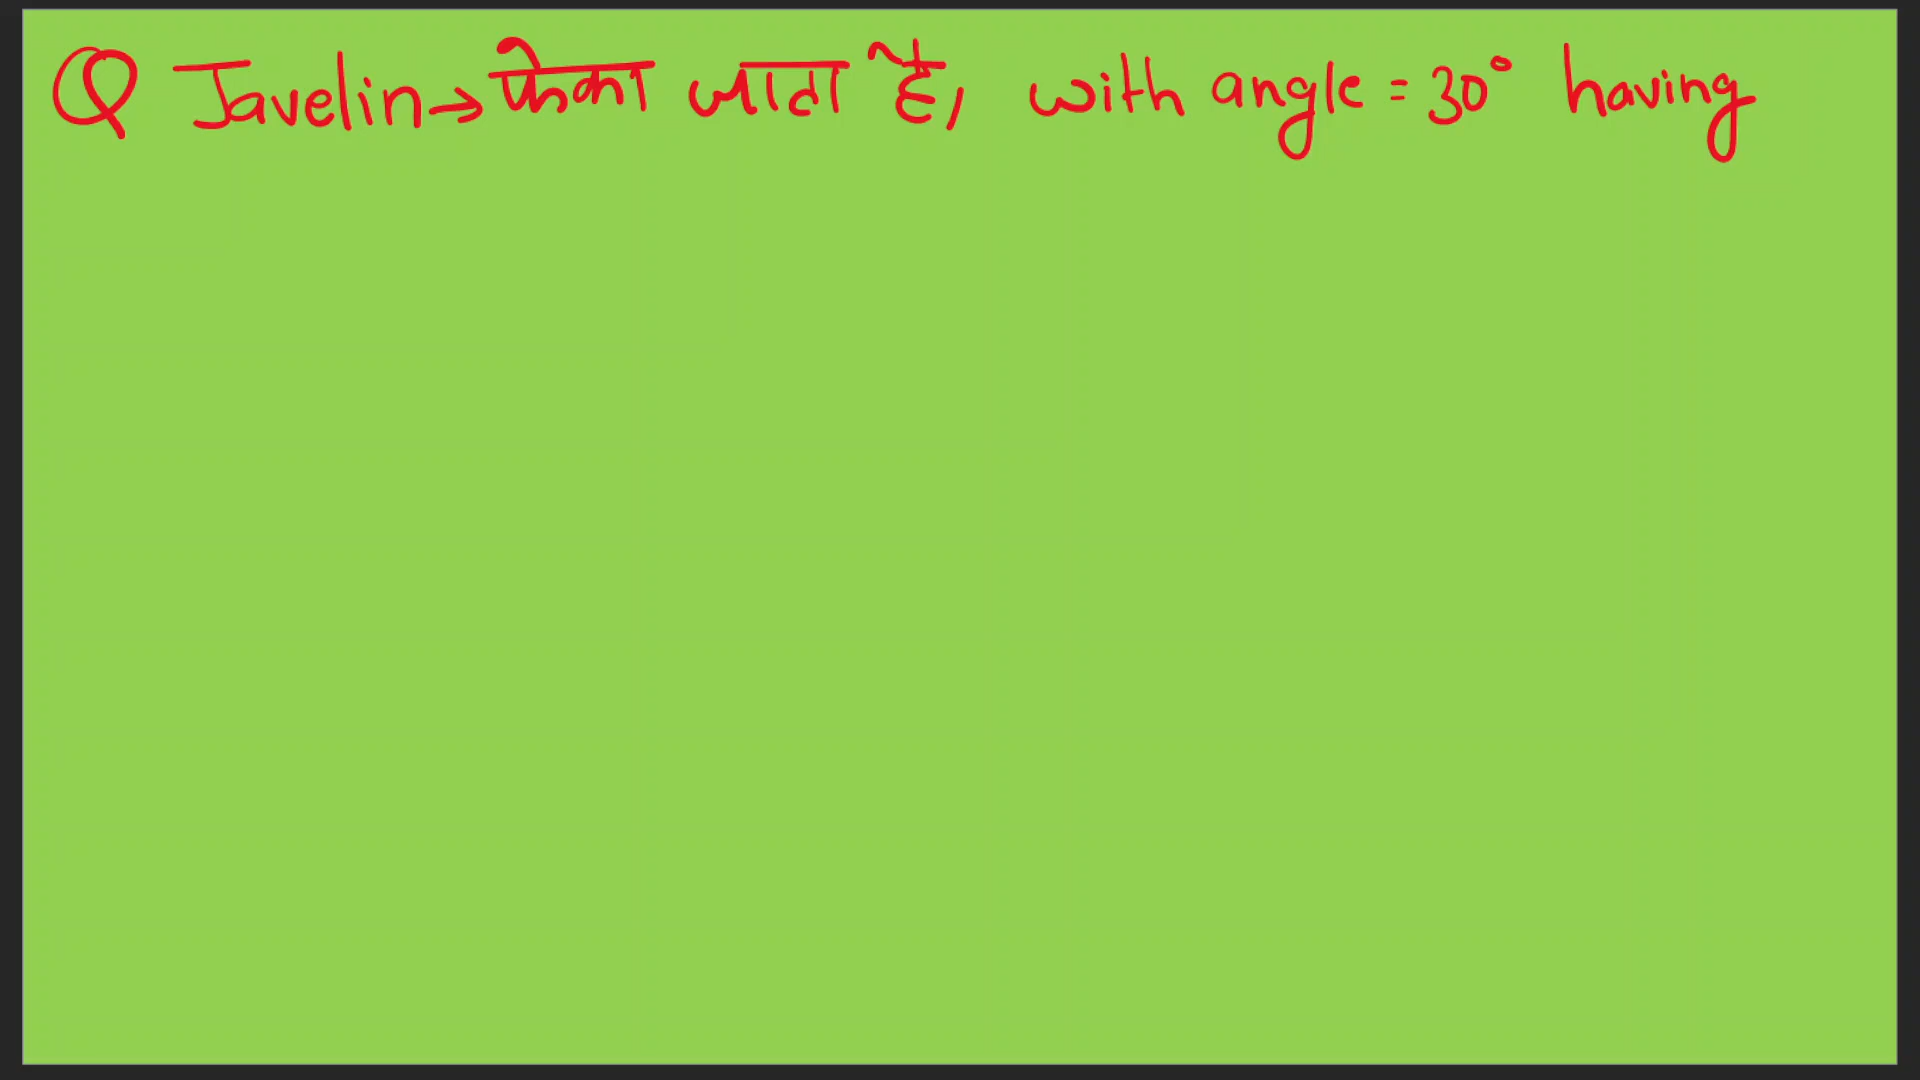 Q Javelin→ फेका जाता है, with angle = 30° having